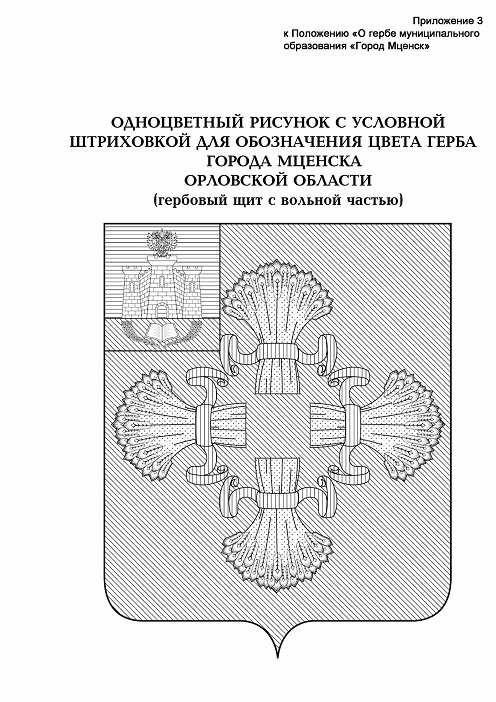 Приложение 3
к Положению «О гербе муниципального
образования «Город Мценск»
ОДНОЦВЕТНЫЙ РИСУНОК С УСЛОВНОЙ
ШТРИХОВКОЙ ДЛЯ ОБОЗНАЧЕНИЯ ЦВЕТА ГЕРБА
ГОРОДА МЦЕНСКА
ОРЛОВСКОЙ ОБЛАСТИ
(гербовый щит с вольной частью)